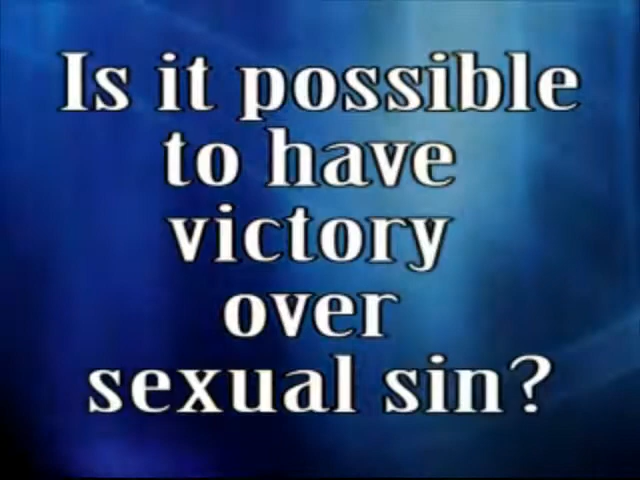 Is it possible
to have
victory
over
sexual sin?